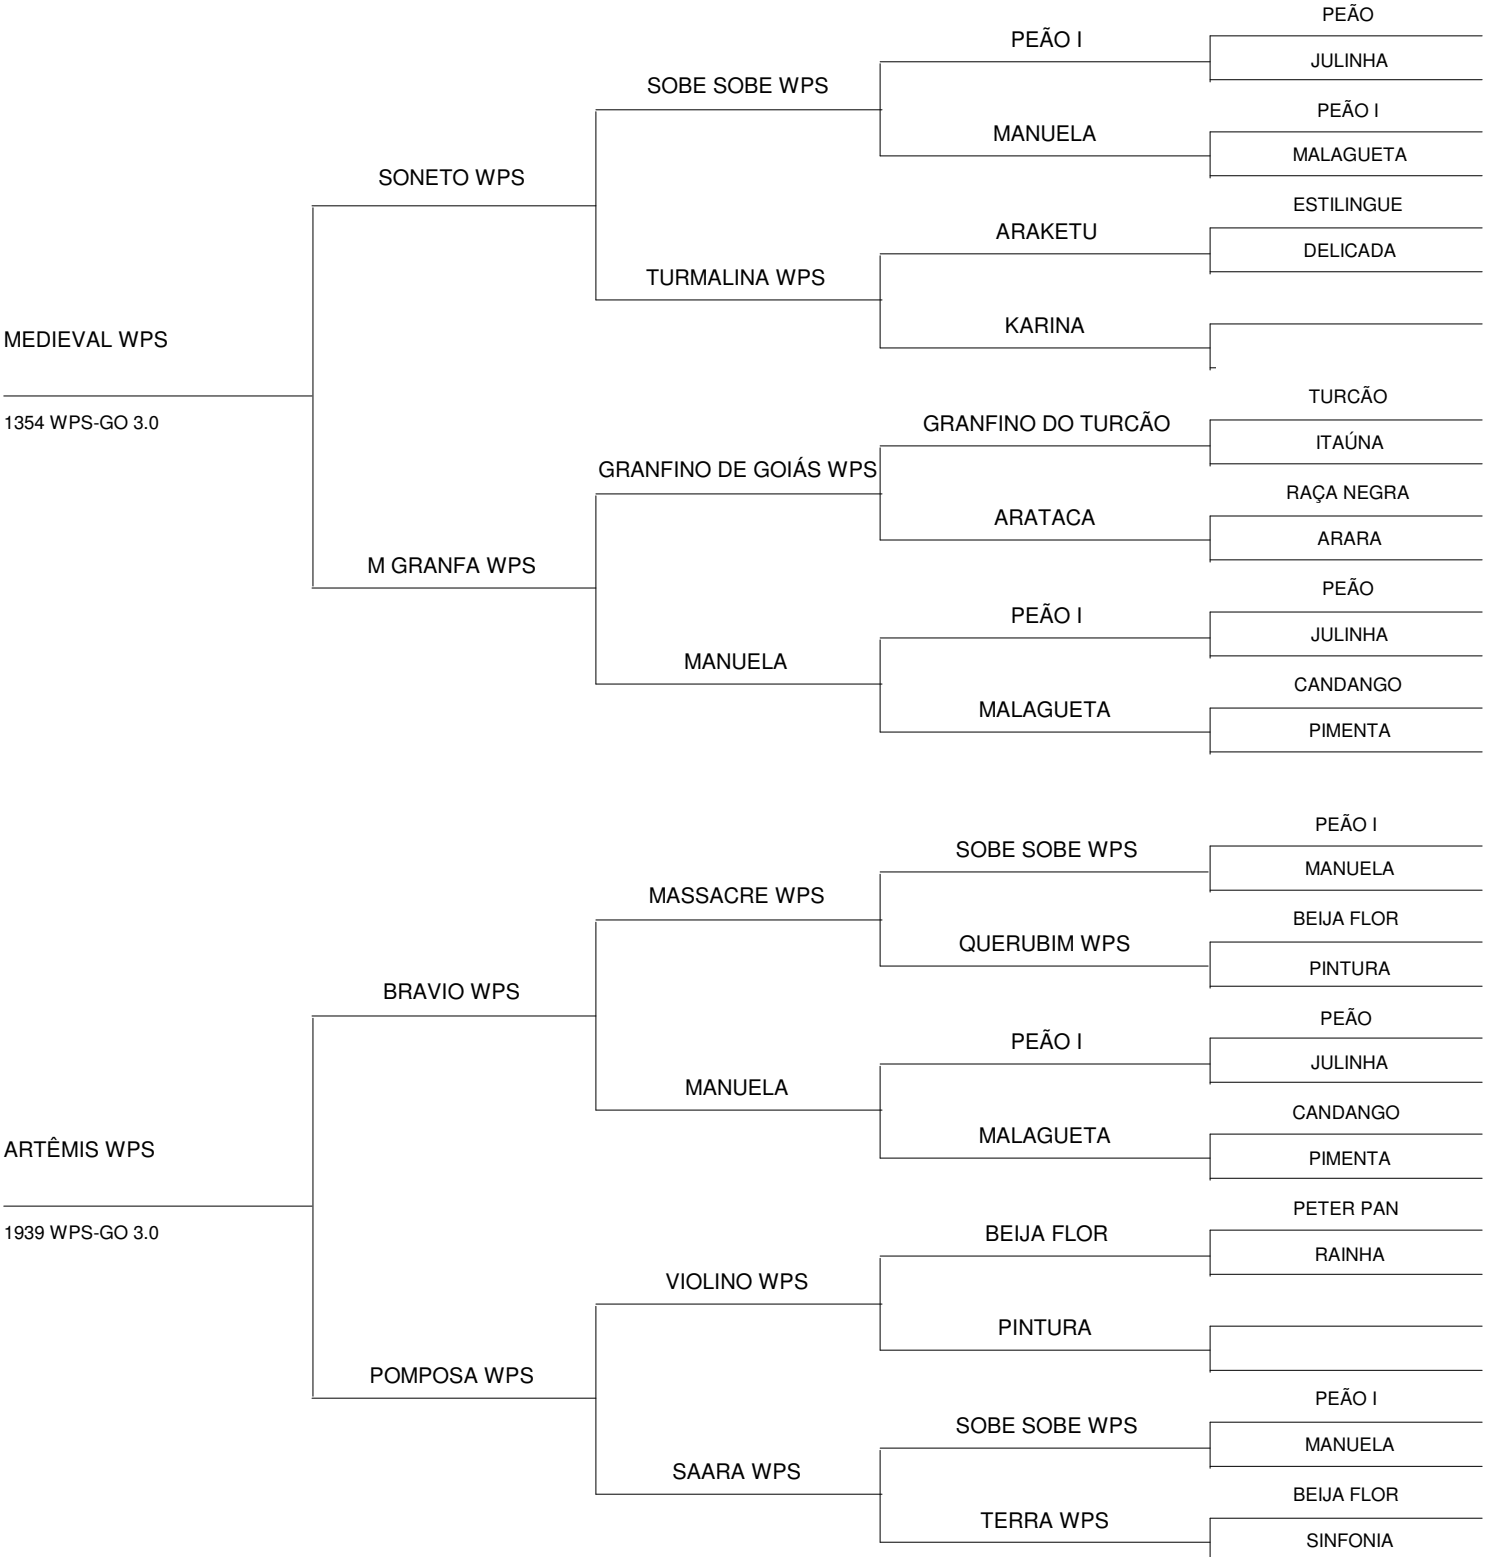 PEÃO
PEÃO I
JULINHA
SOBE SOBE WPS
PEÃO I
MANUELA
MALAGUETA
SONETO WPS
ESTILINGUE
ARAKETU
DELICADA
TURMALINA WPS
KARINA
MEDIEVAL WPS
1354 WPS-GO 3.0
TURCÃO
GRANFINO DO TURCÃO
ITAÚNA
GRANFINO DE GOIÁS WPS
RAÇA NEGRA
ARATACA
ARARA
M GRANFA WPS
PEÃO
PEÃO I
JULINHA
MANUELA
CANDANGO
MALAGUETA
PIMENTA
PEÃO I
SOBE SOBE WPS
MANUELA
MASSACRE WPS
BEIJA FLOR
QUERUBIM WPS
PINTURA
BRAVIO WPS
PEÃO
PEÃO I
JULINHA
MANUELA
CANDANGO
MALAGUETA
PIMENTA
ARTÊMIS WPS
1939 WPS-GO 3.0
PETER PAN
BEIJA FLOR
RAINHA
VIOLINO WPS
PINTURA
POMPOSA WPS
PEÃO I
SOBE SOBE WPS
MANUELA
SAARA WPS
BEIJA FLOR
TERRA WPS
SINFONIA